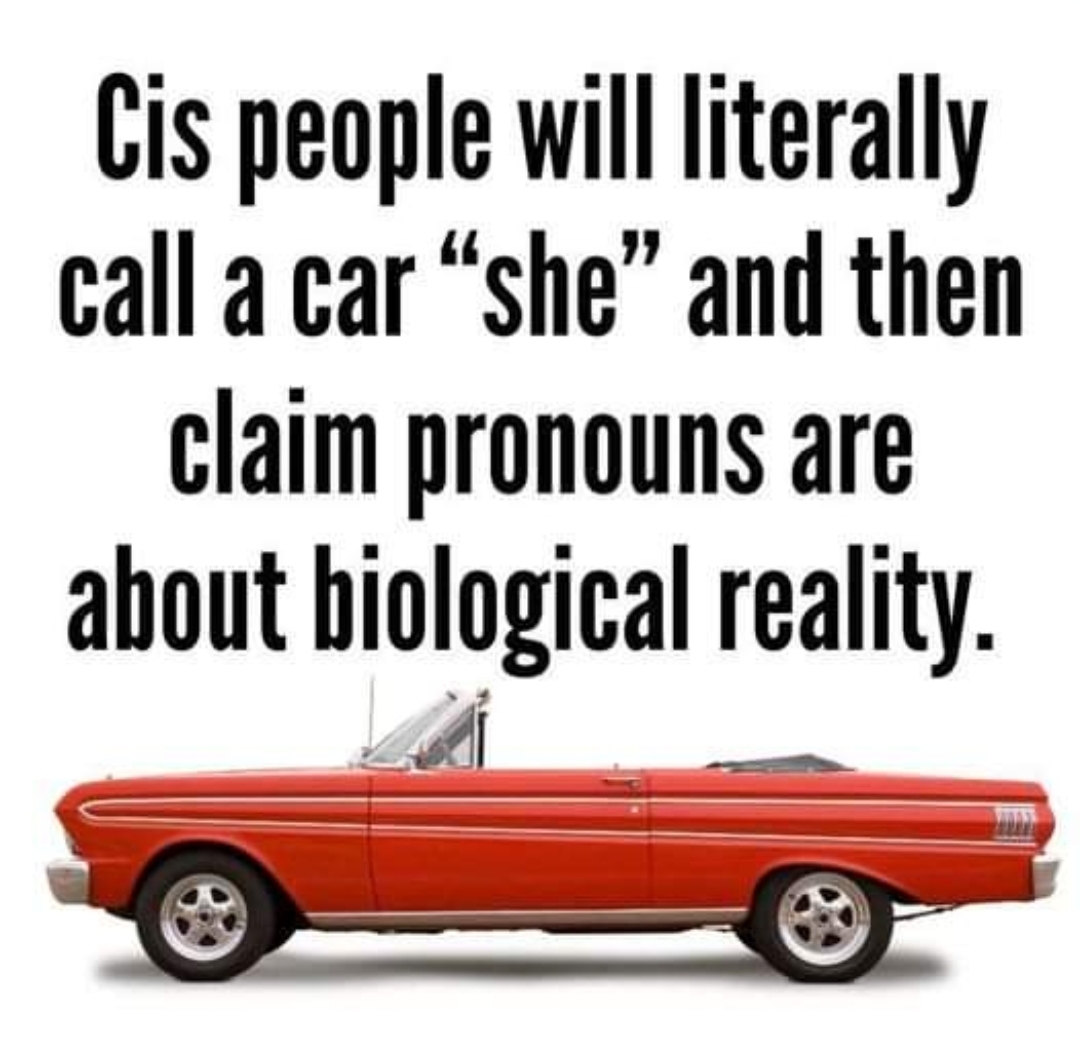 Cis people will literally
call a car “she” and then
claim pronouns are
about biological reality.